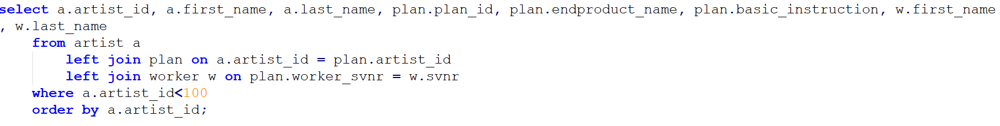 select a.artist_id, a.first_name, a.last_name, plan.plan_id, plan.endproduct_name, plan.basic_instruction, w.first_name
, w.last_name
from artist a
left join plan on a.artist_id = plan.artist_id
left join worker w on plan.worker_svnr = w.svnr
where a.artist_id<100
order by a.artist_id;